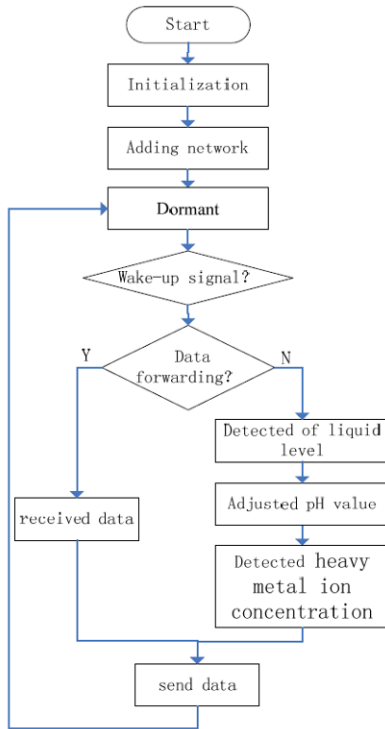 Start
Initialization
Adding network
Dormant
Wake-up signal?
Y
Data
forwarding?
N
Detected of liquid
level
Adjusted pH value
received data
Detected heavy
metal ion
concentration
send data